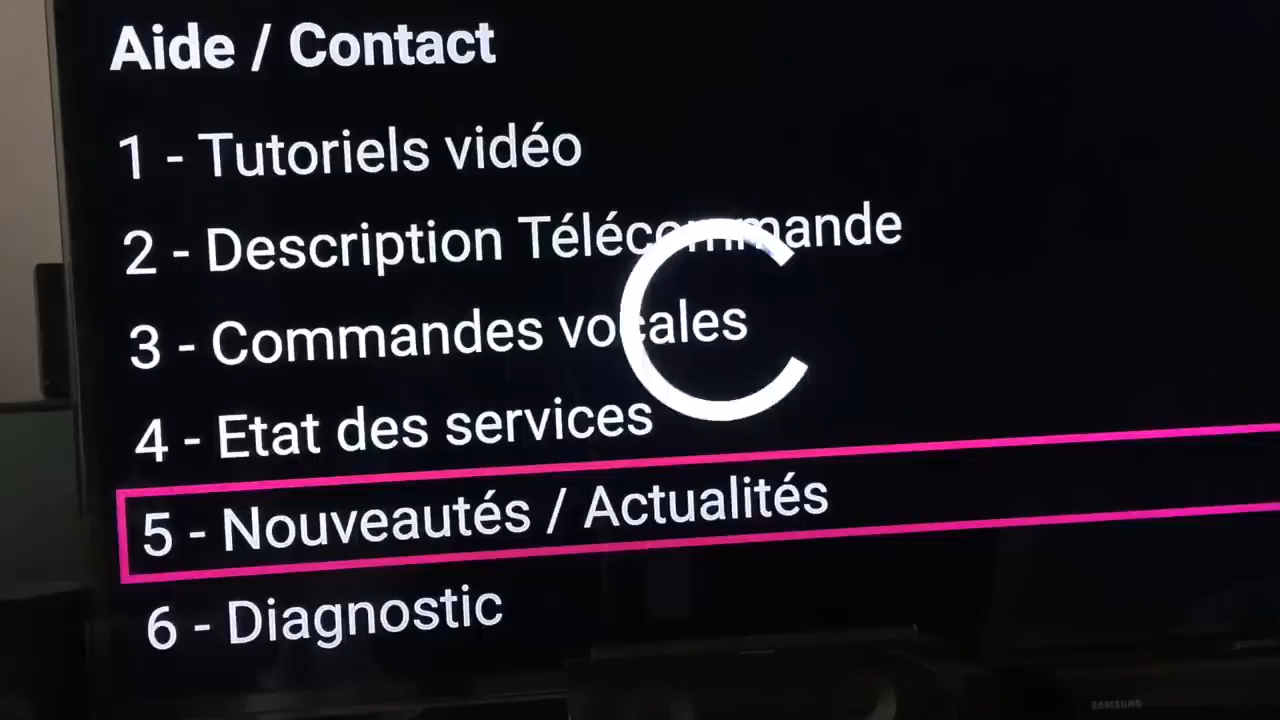 Aide / Contact
1 - Tutoriels vidéo
2 - Description Télécommande
3 - Commandes vocales
4 - Etat des services
5 - Nouveautés / Actualités
6 - Diagnostic
SAMSUNG